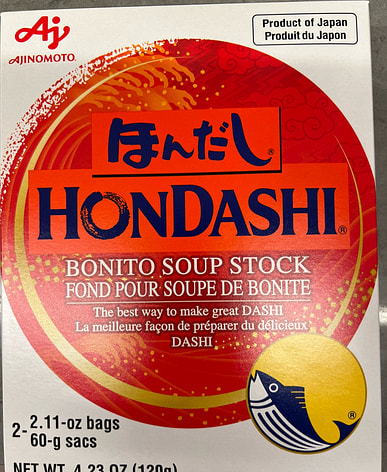 AJINOMOTO
Product of Japan
Produit du Japon
ほんだし®
HONDASHI®
BONITO SOUP STOCK
FOND POUR SOUPE DE BONITE
The best way to make great DASHI
La meilleure façon de préparer du délicieux
DASHI
®
2-2.11-oz bags
60-g sacs
NET WT. 4.23 OZ (120g)